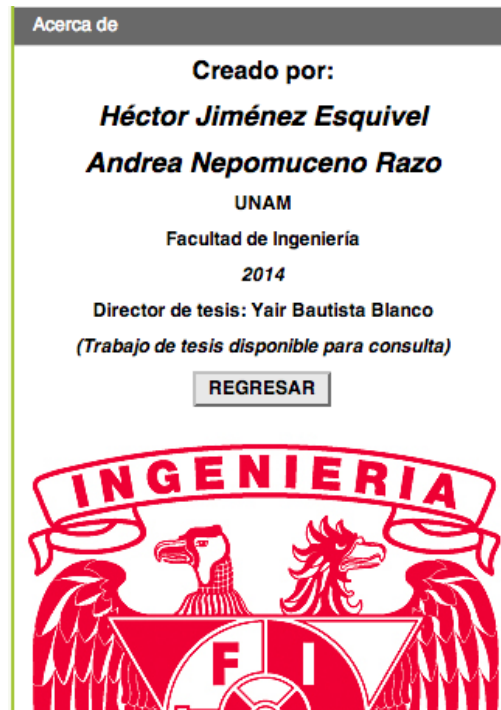 Acerca de
Creado por:
Héctor Jiménez Esquivel
Andrea Nepomuceno Razo
UNAM
Facultad de Ingeniería
2014
Director de tesis: Yair Bautista Blanco
(Trabajo de tesis disponible para consulta)
REGRESAR
INGENIERIA
F I